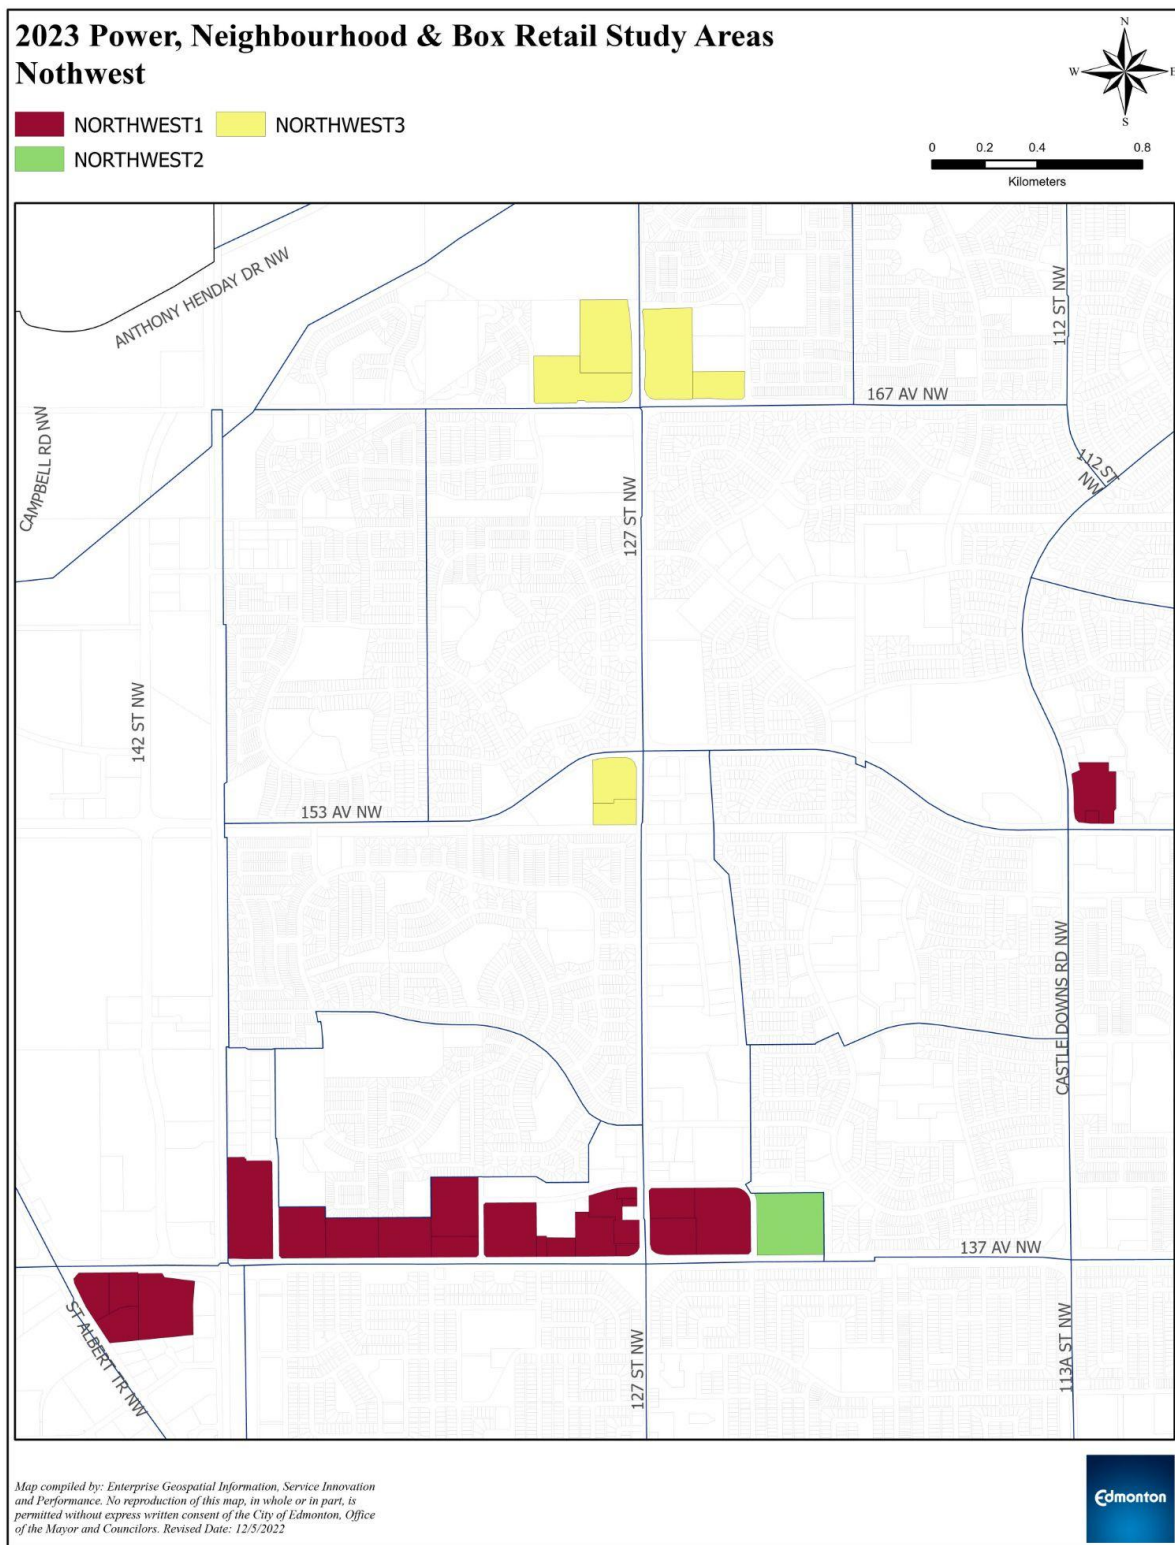 2023 Power, Neighbourhood & Box Retail Study Areas
Nothwest
N
W
E
S
NORTHWEST1
NORTHWEST3
NORTHWEST2
0 0.2 0.4 0.8
Kilometers
ANTHONY HENDAY DR NW
112 ST NW
167 AV NW
CAMPBELL RD NW
112 ST
NW
127 ST NW
142 ST NW
153 AV NW
CASTLE DOWNS RD NW
137 AV NW
ST ALBERT TR NW
127 ST NW
113A ST NW
Map compiled by: Enterprise Geospatial Information, Service Innovation
and Performance. No reproduction of this map, in whole or in part, is
permitted without express written consent of the City of Edmonton, Office
of the Mayor and Councilors. Revised Date: 12/5/2022
Edmonton